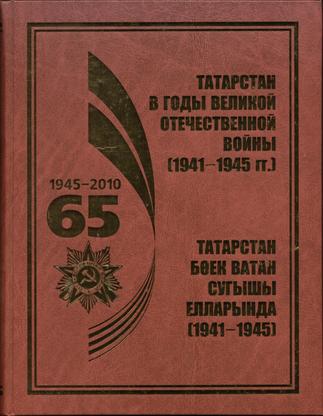 ТАТАРСТАН
В ГОДЫ ВЕЛИКОЙ
ОТЕЧЕСТВЕННОЙ
ВОЙНЫ
(1941–1945 гг.)
1945–2010
65
ТАТАРСТАН
БӨЕК ВАТАН
СУГЫШЫ
ЕЛЛАРЫНДА
(1941–1945)